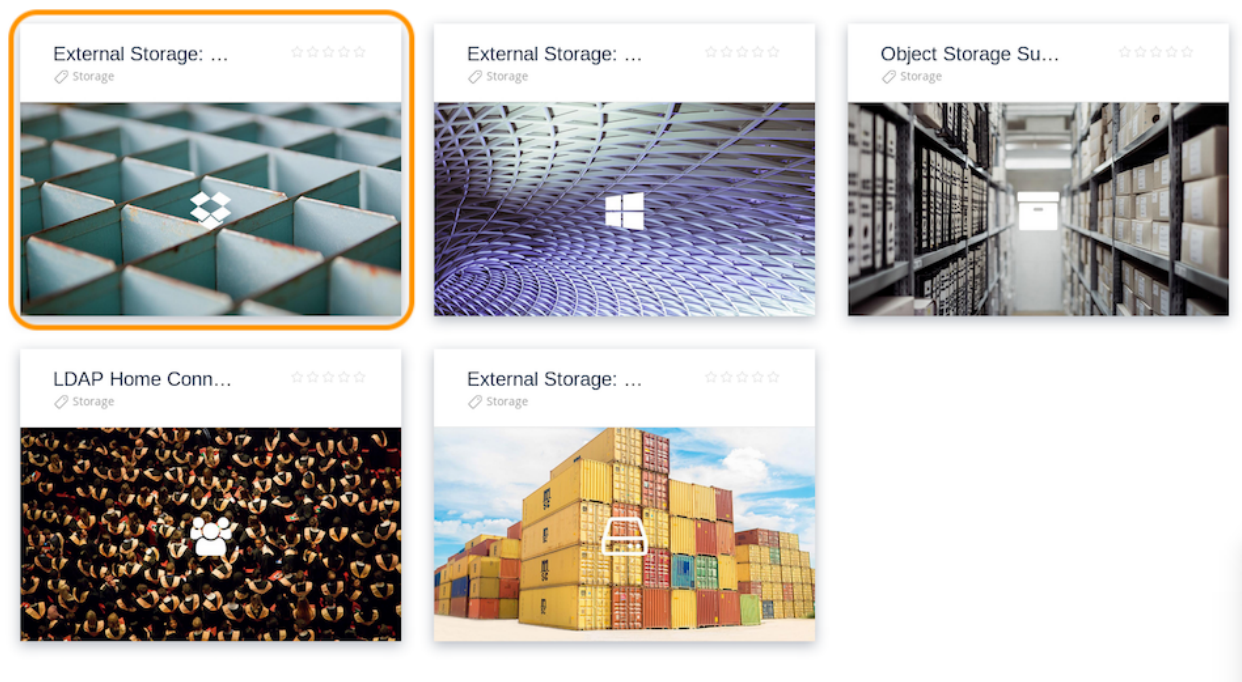 External Storage: …
Storage
External Storage: …
Storage
Object Storage Su…
Storage
LDAP Home Conn…
Storage
External Storage: …
Storage